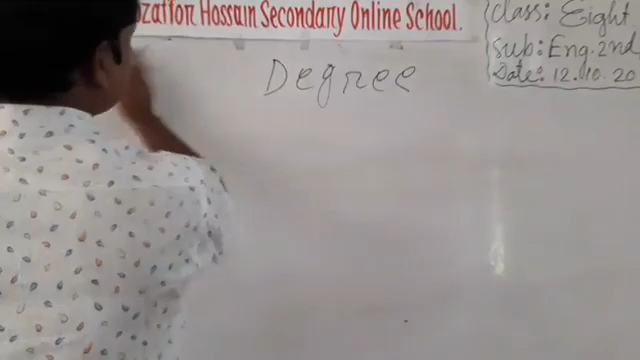 Hossain Secondary Online School.
Class: Eight
Sub: Eng. 2nd
Date: 12.10.20
Degree